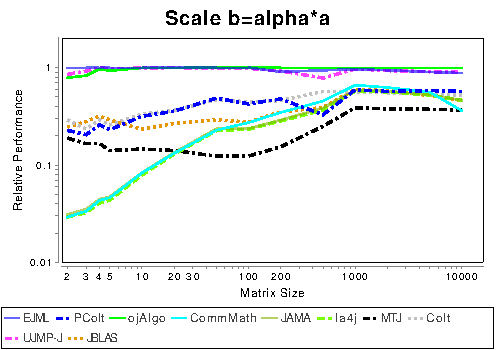 Scale b=alpha*a
Relative Performance
1
0.1
0.01
2 3 4 5 10 20 30 50 100 200 1000 10000
Matrix Size
EJML PColt ojAlgo CommMath JAMA la4j MTJ Colt
UJMP-J JBLAS